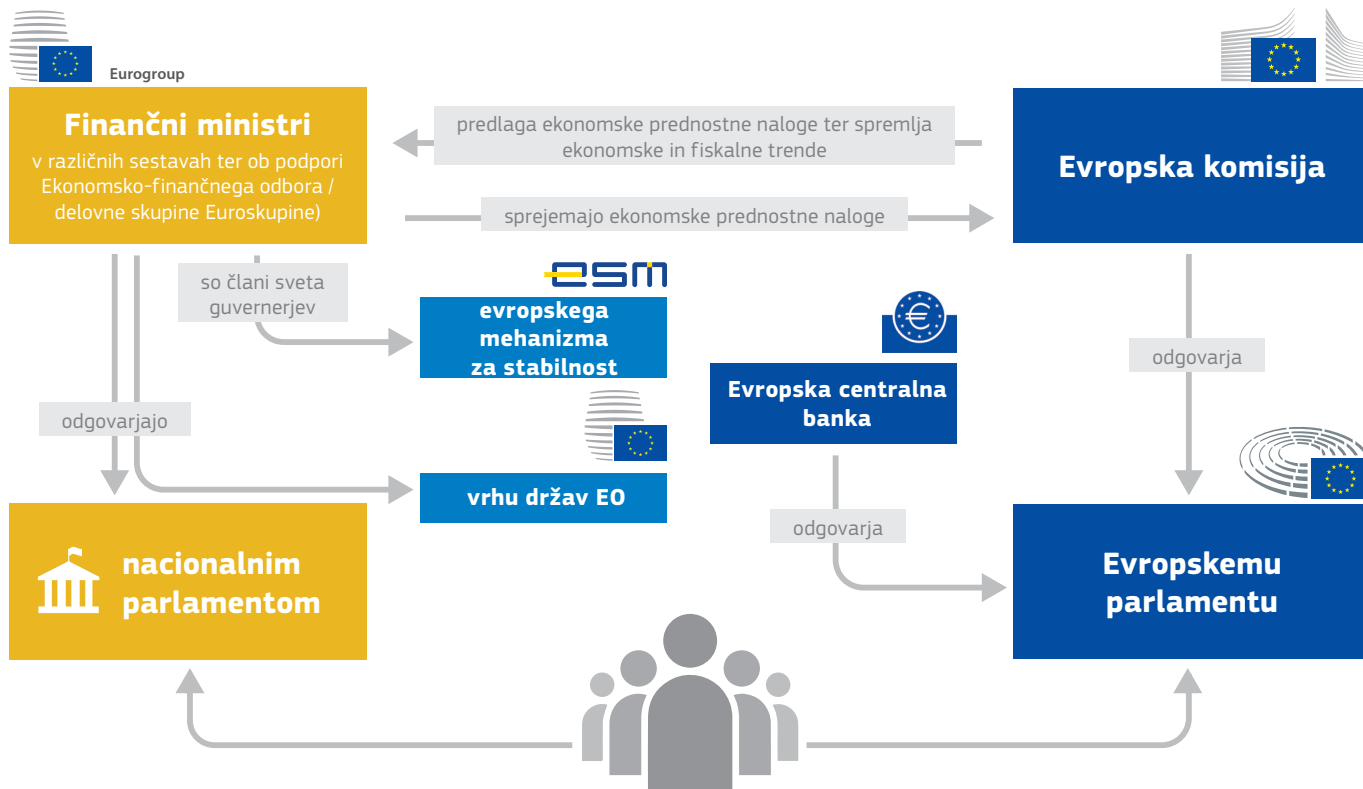 Eurogroup
Finančni ministri
v različnih sestavah ter ob podpori
Ekonomsko-finančnega odbora /
delovne skupine Euroskupine)
predlaga ekonomske prednostne naloge ter spremlja
ekonomske in fiskalne trende
Evropska komisija
sprejemajo ekonomske prednostne naloge
so člani sveta
guvernerjev
esm
evropskega
mehanizma
za stabilnost
€
Evropska centralna
banka
odgovarja
odgovarjajo
vrhu držav EO
odgovarja
nacionalnim
parlamentom
Evropskemu
parlamentu